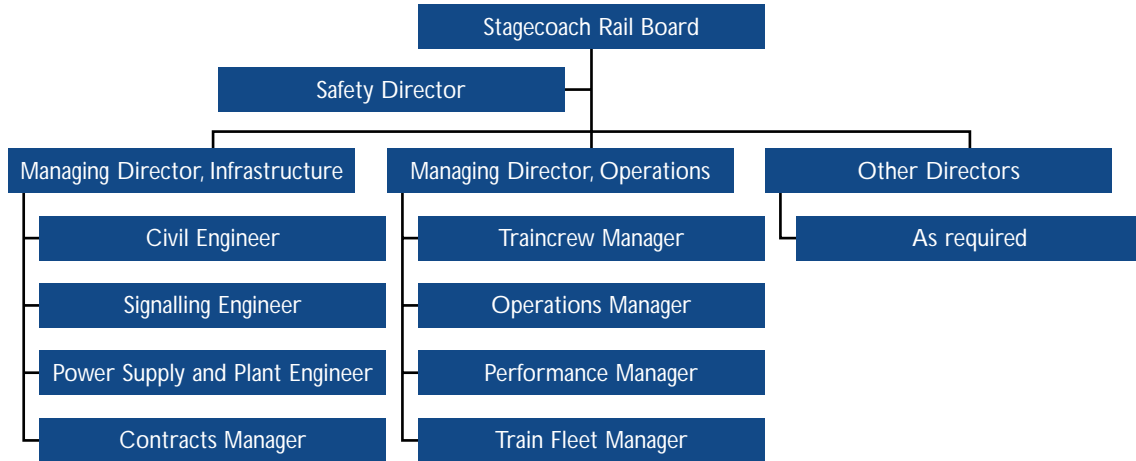 Stagecoach Rail Board
Safety Director
Managing Director, Infrastructure
Managing Director, Operations
Other Directors
Civil Engineer
Traincrew Manager
As required
Signalling Engineer
Operations Manager
Power Supply and Plant Engineer
Performance Manager
Contracts Manager
Train Fleet Manager